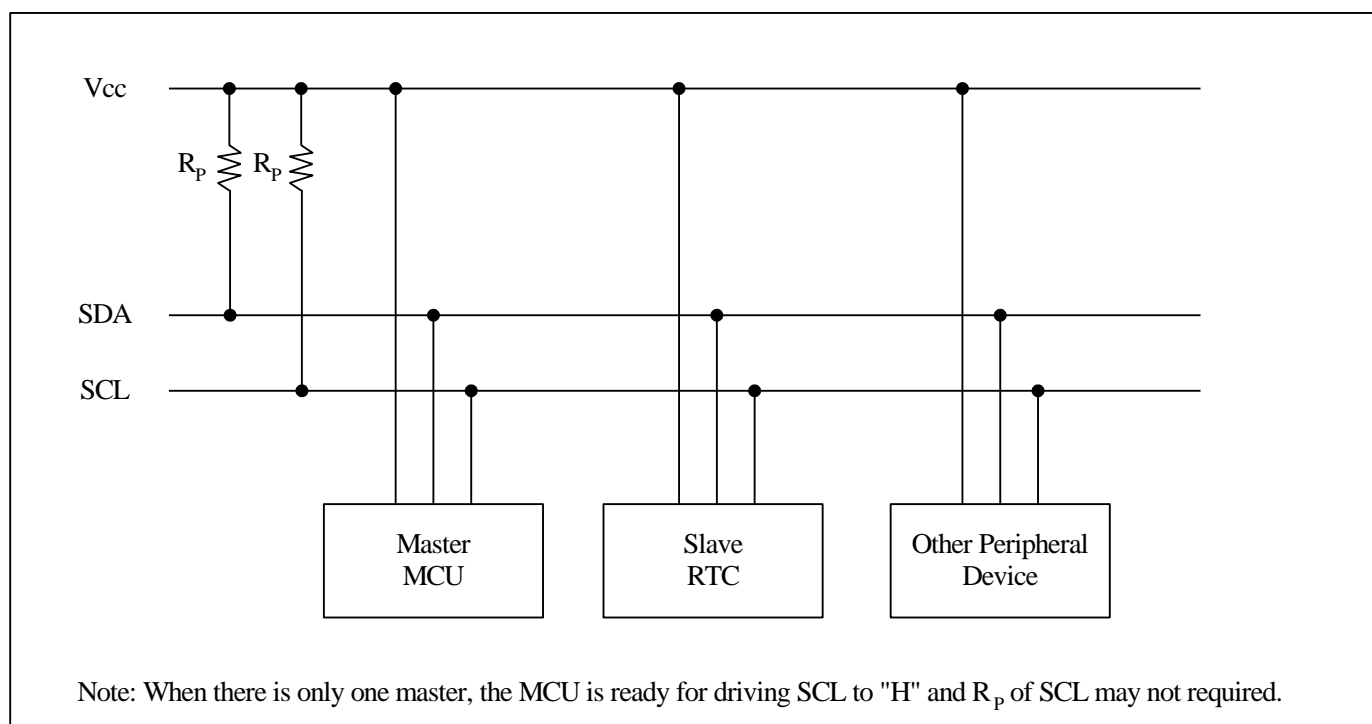 Vcc
R_P R_P
SDA
SCL
Master
MCU
Slave
RTC
Other Peripheral
Device
Note: When there is only one master, the MCU is ready for driving SCL to "H" and R_P of SCL may not required.